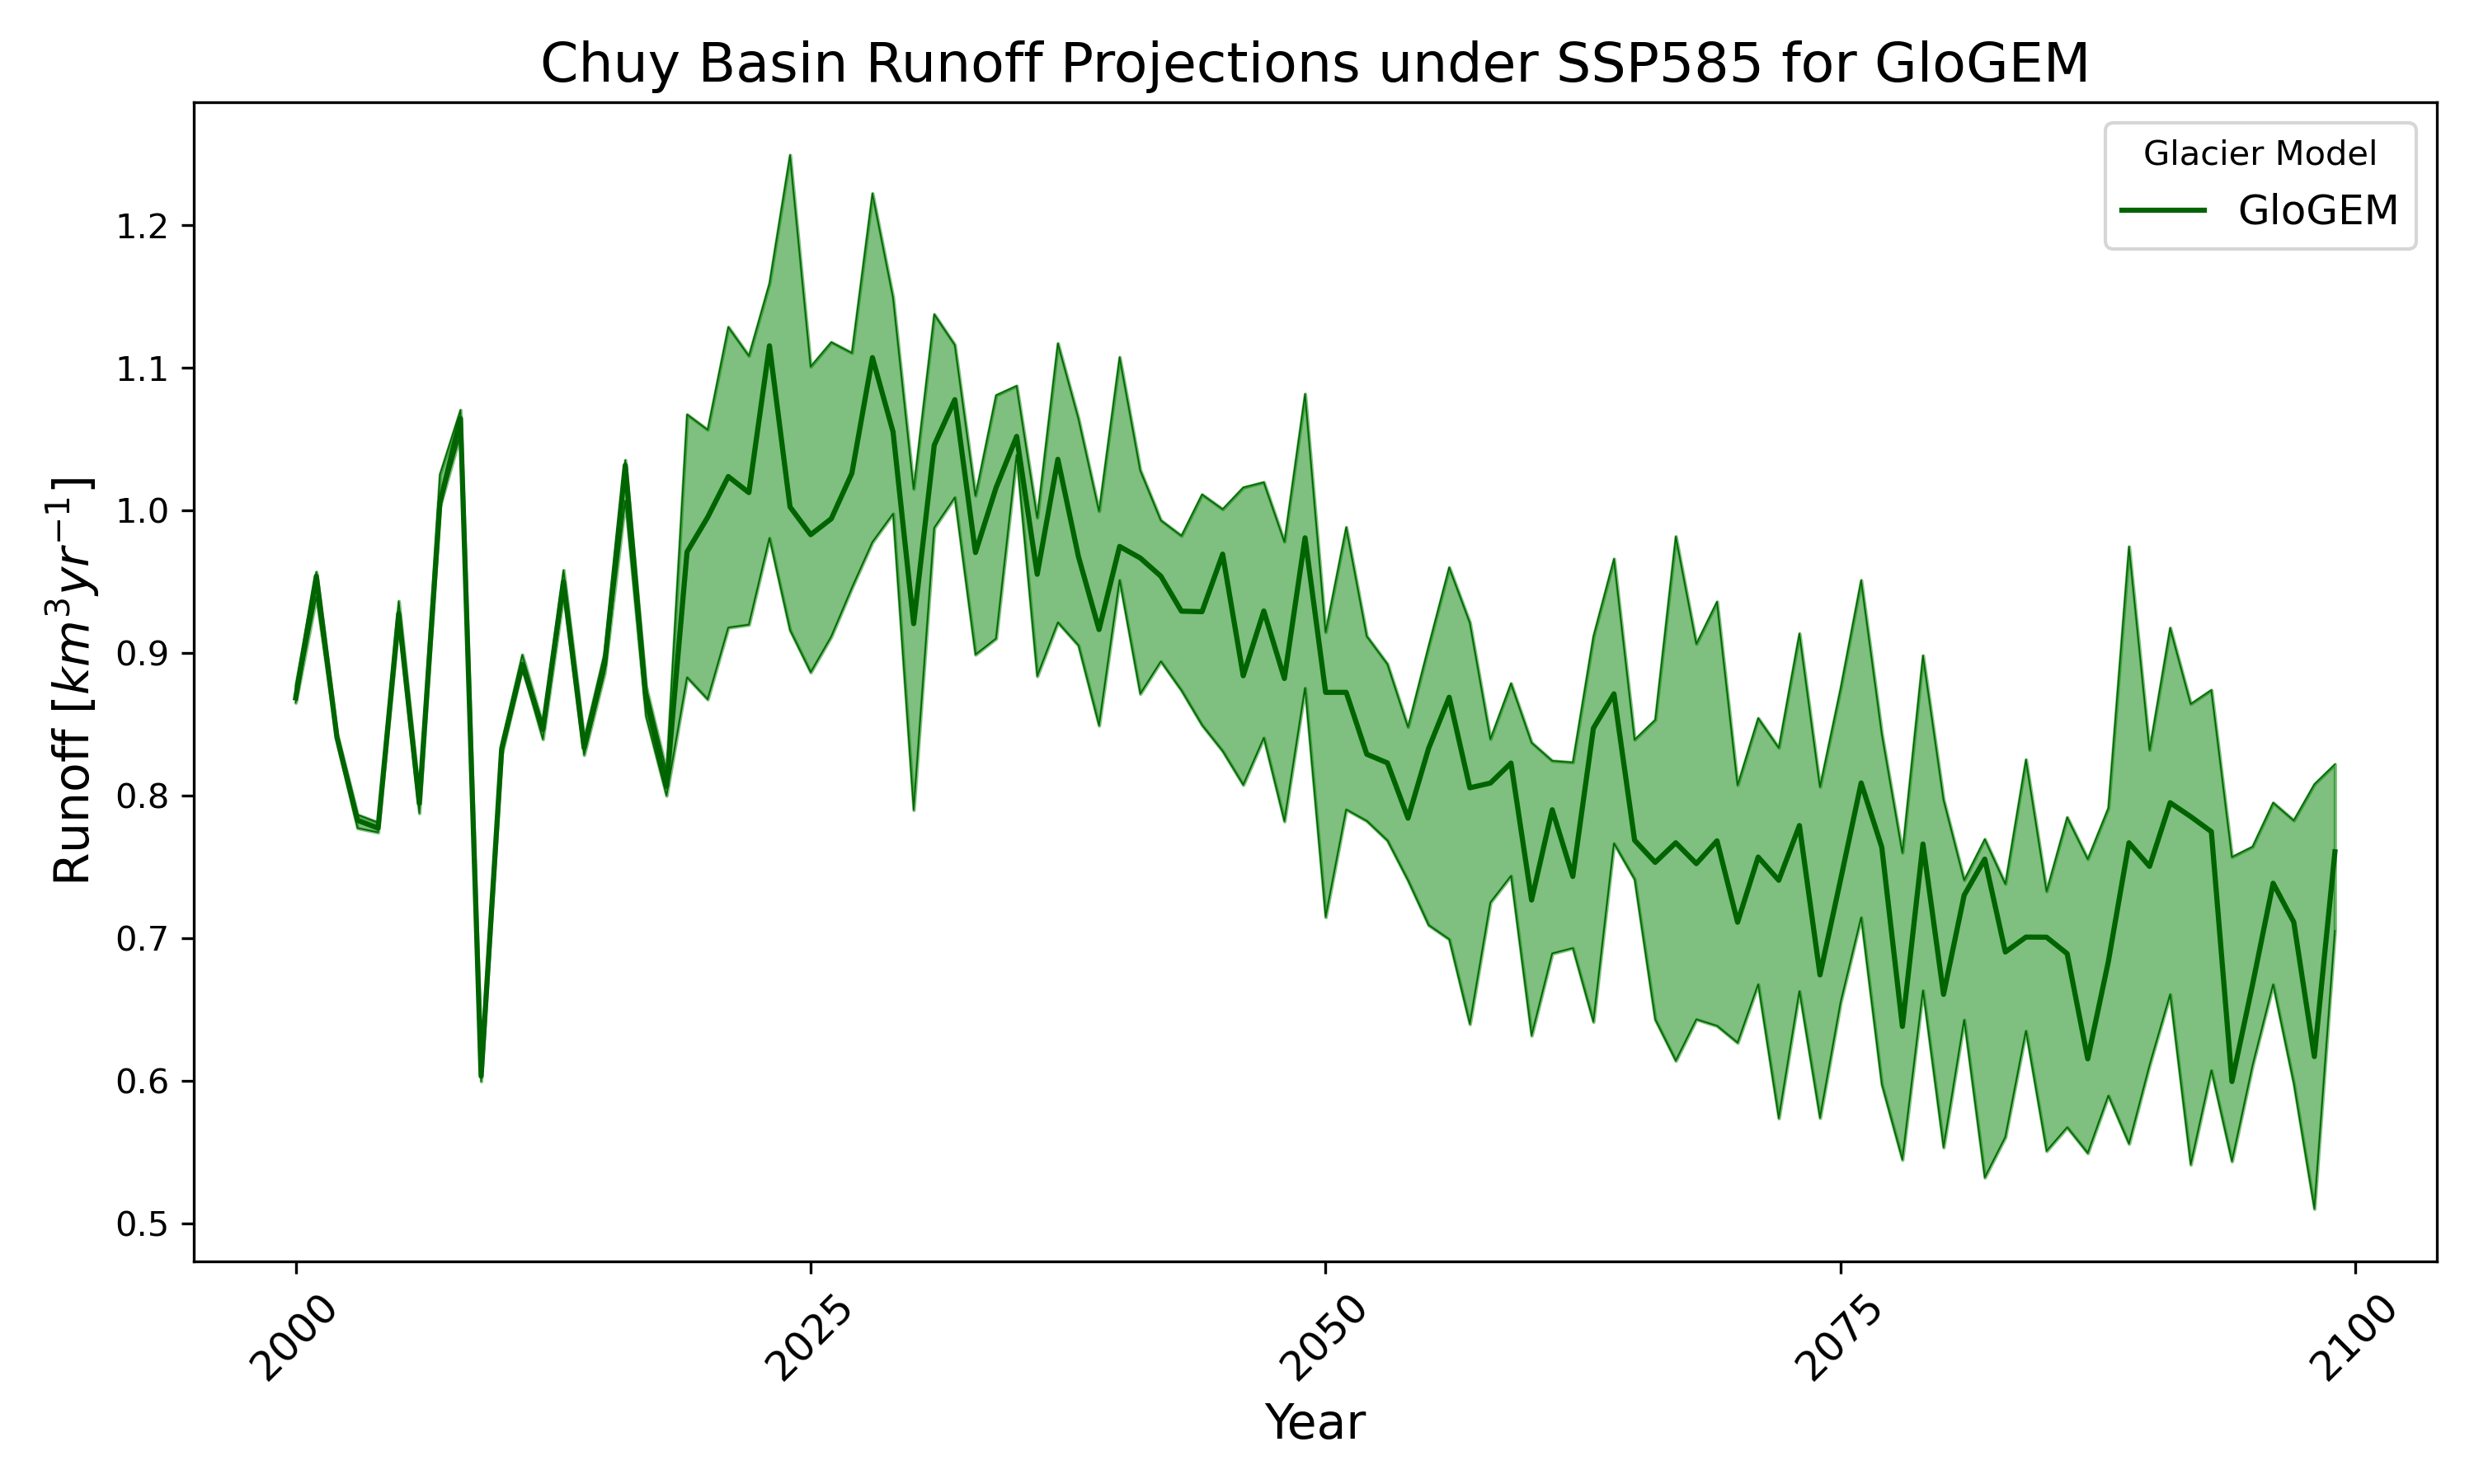 Chuy Basin Runoff Projections under SSP585 for GloGEM
Glacier Model
GloGEM
Runoff [km³yr⁻¹]
1.2
1.1
1.0
0.9
0.8
0.7
0.6
0.5
2000
2025
2050
2075
2100
Year